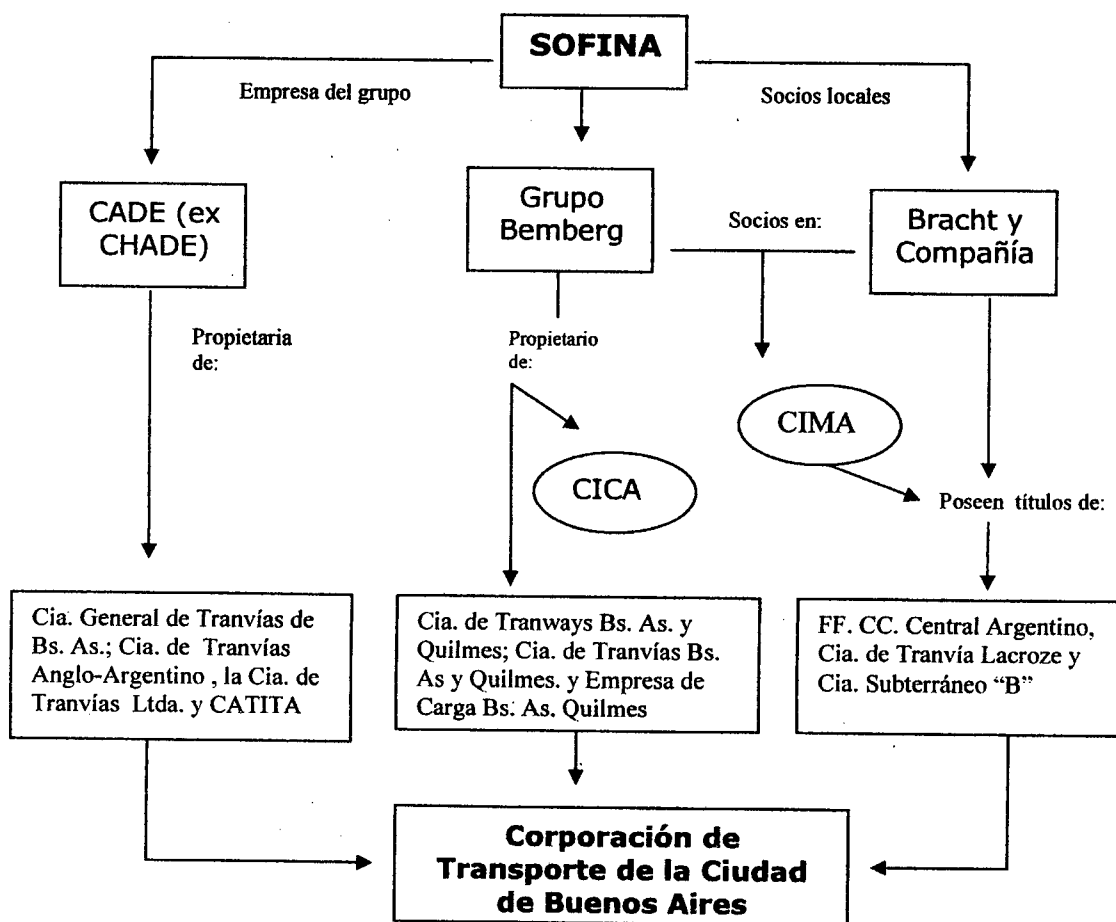 SOFINA
Empresa del grupo
Socios locales
CADE (ex
CHADE)
Grupo
Bemberg
Socios en:
Bracht y
Compañía
Propietaria
de:
Propietario
de:
CIMA
CICA
Poseen títulos de:
Cia. General de Tranvías de
Bs. As.; Cia. de Tranvías
Anglo-Argentino , la Cia. de
Tranvías Ltda. y CATITA
Cia. de Tranways Bs. As. y
Quilmes; Cia. de Tranvías Bs.
As y Quilmes. y Empresa de
Carga Bs. As. Quilmes
FF. CC. Central Argentino,
Cia. de Tranvía Lacroze y
Cia. Subterráneo “B”
Corporación de
Transporte de la Ciudad
de Buenos Aires